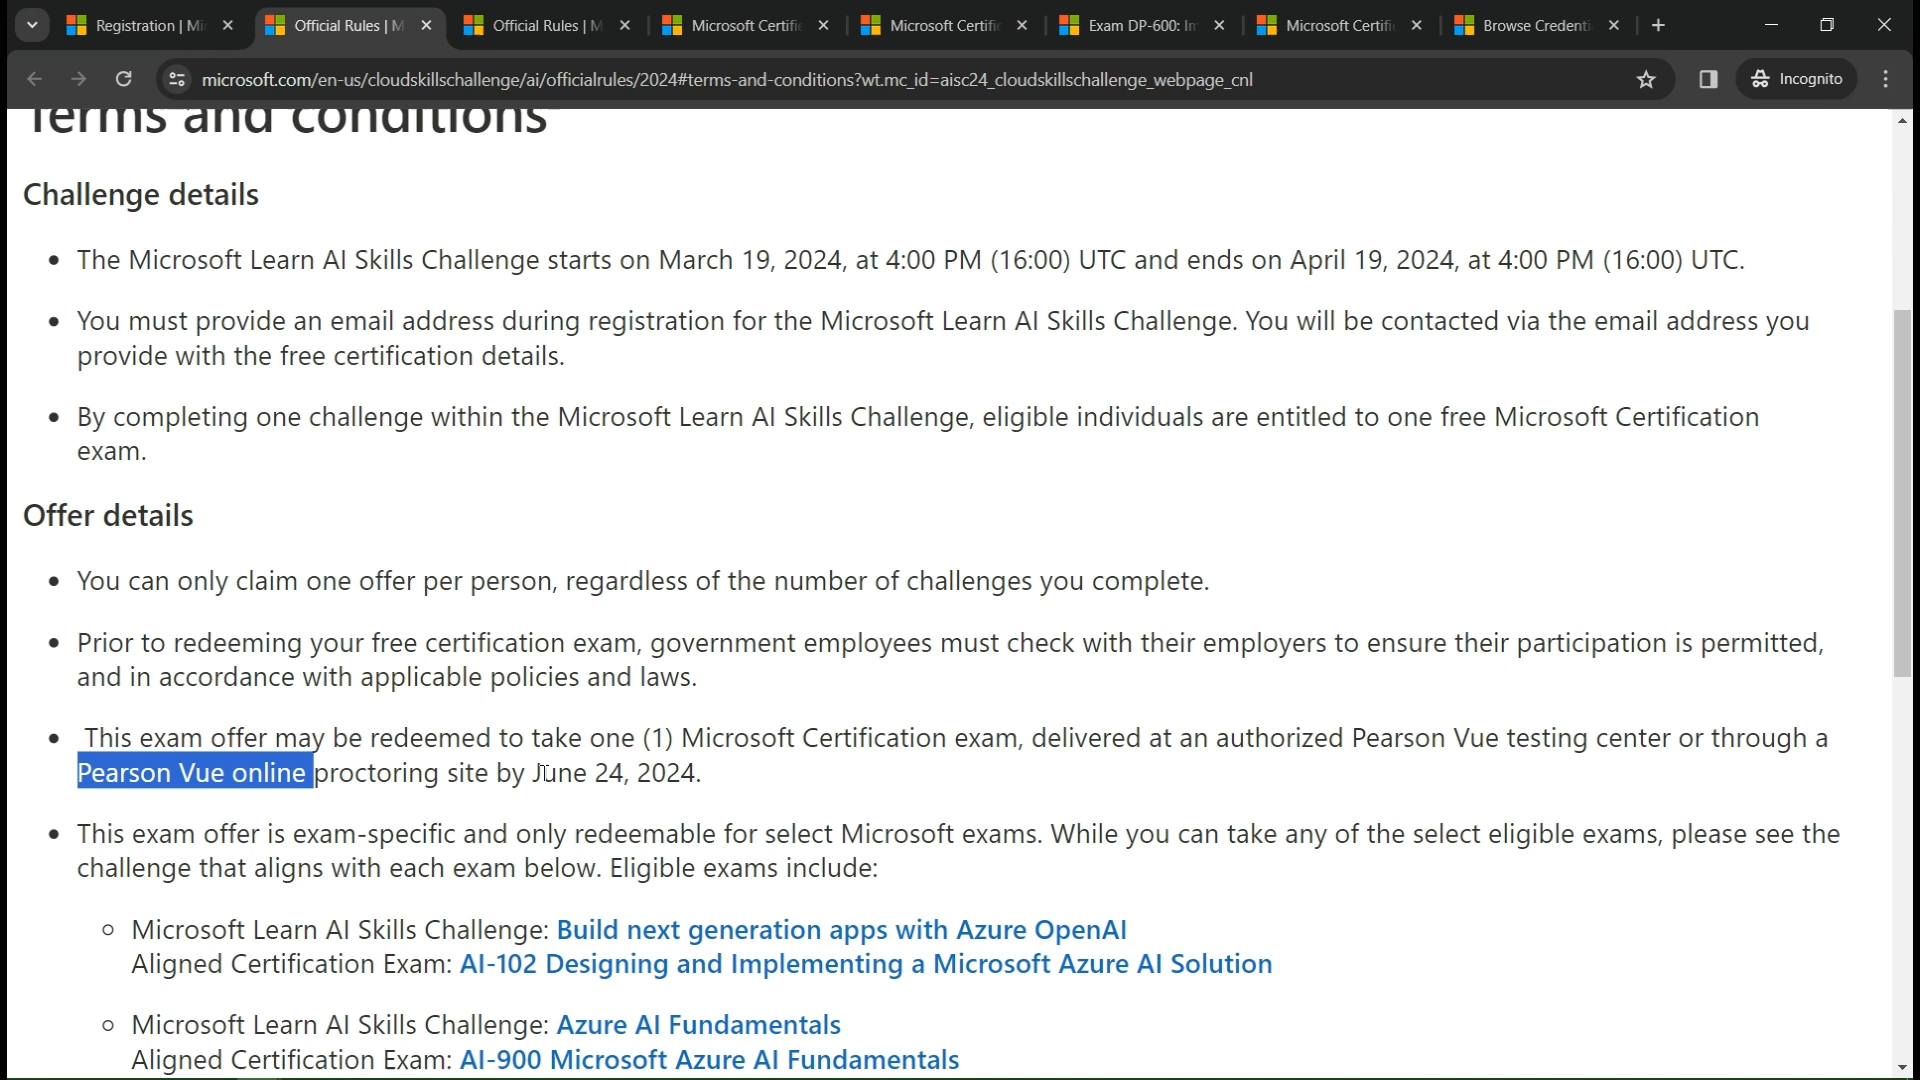 Registration | Mi
Official Rules | M
Official Rules | M
Microsoft Certific
Microsoft Certific
Exam DP-600: Im
Microsoft Certifi
Browse Credenti
microsoft.com/en-us/cloudskillschallenge/ai/officialrules/2024#terms-and-conditions?wt.mc_id=aisc24_cloudskillschallenge_webpage_cnl
Incognito
Terms and conditions
Challenge details
• The Microsoft Learn AI Skills Challenge starts on March 19, 2024, at 4:00 PM (16:00) UTC and ends on April 19, 2024, at 4:00 PM (16:00) UTC.
• You must provide an email address during registration for the Microsoft Learn AI Skills Challenge. You will be contacted via the email address you
provide with the free certification details.
• By completing one challenge within the Microsoft Learn AI Skills Challenge, eligible individuals are entitled to one free Microsoft Certification
exam.
Offer details
• You can only claim one offer per person, regardless of the number of challenges you complete.
• Prior to redeeming your free certification exam, government employees must check with their employers to ensure their participation is permitted,
and in accordance with applicable policies and laws.
• This exam offer may be redeemed to take one (1) Microsoft Certification exam, delivered at an authorized Pearson Vue testing center or through a
Pearson Vue online proctoring site by June 24, 2024.
• This exam offer is exam-specific and only redeemable for select Microsoft exams. While you can take any of the select eligible exams, please see the
challenge that aligns with each exam below. Eligible exams include:
○ Microsoft Learn AI Skills Challenge: Build next generation apps with Azure OpenAI
Aligned Certification Exam: AI-102 Designing and Implementing a Microsoft Azure AI Solution
○ Microsoft Learn AI Skills Challenge: Azure AI Fundamentals
Aligned Certification Exam: AI-900 Microsoft Azure AI Fundamentals